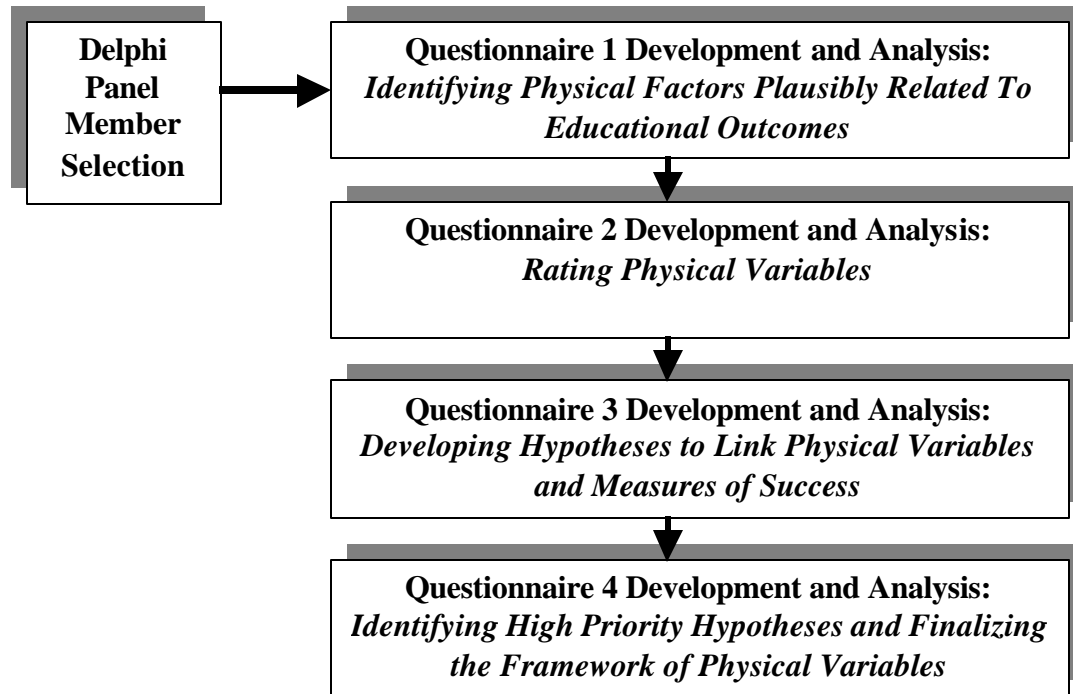 Delphi
Panel
Member
Selection
Questionnaire 1 Development and Analysis:
Identifying Physical Factors Plausibly Related To
Educational Outcomes
Questionnaire 2 Development and Analysis:
Rating Physical Variables
Questionnaire 3 Development and Analysis:
Developing Hypotheses to Link Physical Variables
and Measures of Success
Questionnaire 4 Development and Analysis:
Identifying High Priority Hypotheses and Finalizing
the Framework of Physical Variables